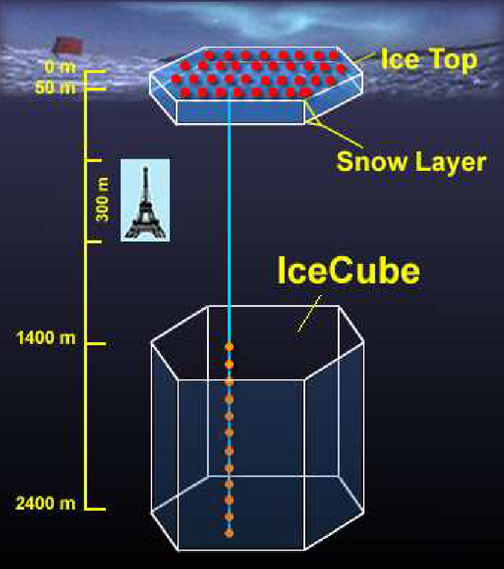 Ice Top
0 m
50 m
Snow Layer
300 m
IceCube
1400 m
2400 m